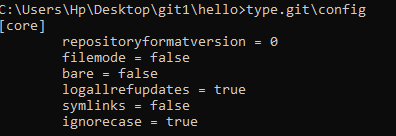 C:\Users\Hp\Desktop\git1\hello>type.git\config
[core]
        repositoryformatversion = 0
        filemode = false
        bare = false
        logallrefupdates = true
        symlinks = false
        ignorecase = true